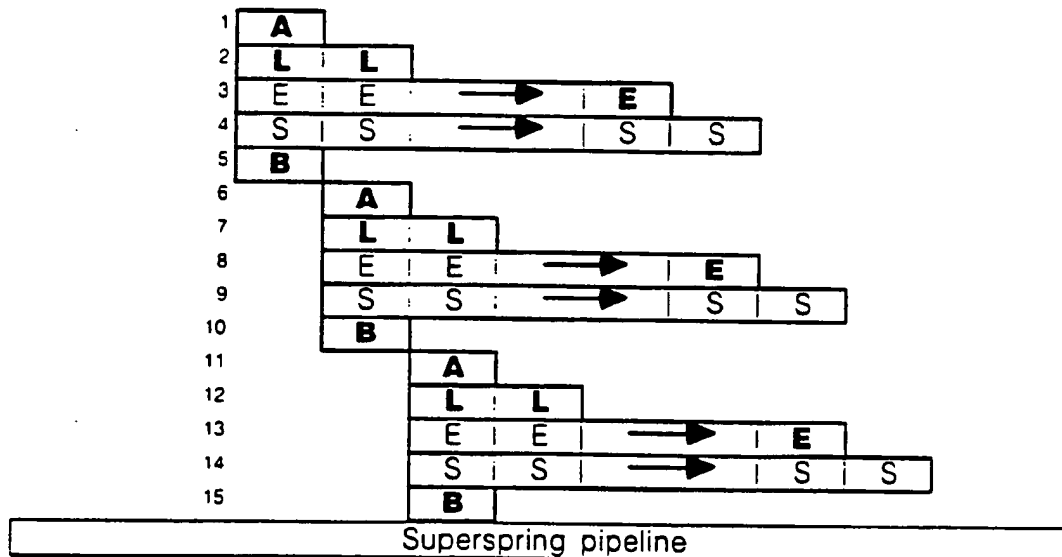 1 A
2 L L
3 E E E
4 S S S S
5 B
6 A
7 L L
8 E E E
9 S S S S
10 B
11 A
12 L L
13 E E E
14 S S S S
15 B
Superspring pipeline